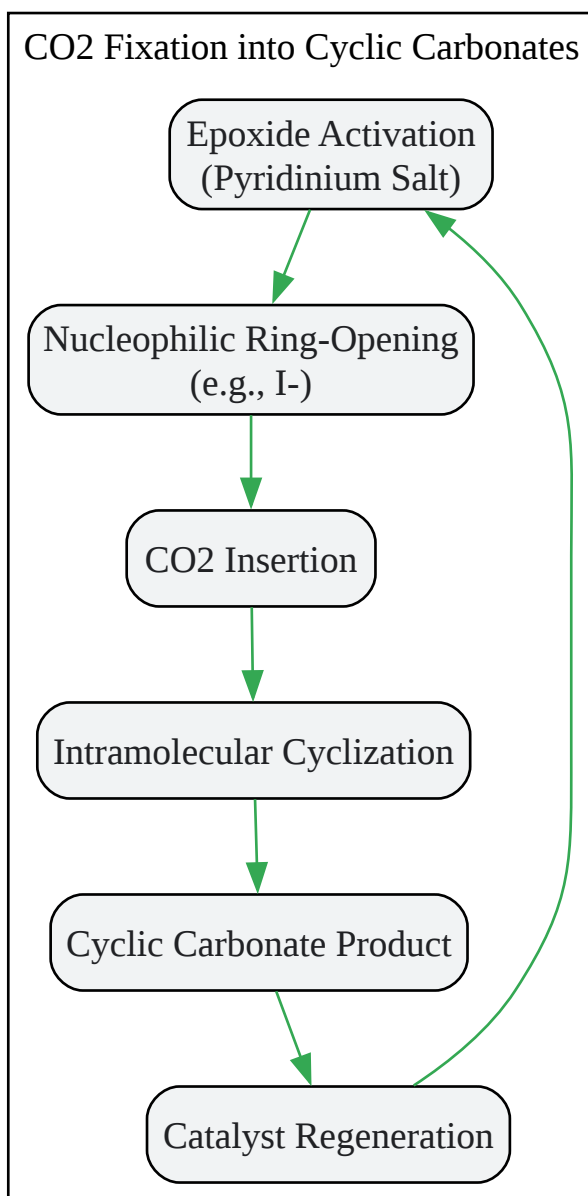 CO2 Fixation into Cyclic Carbonates
Epoxide Activation
(Pyridinium Salt)
Nucleophilic Ring-Opening
(e.g., I-)
CO2 Insertion
Intramolecular Cyclization
Cyclic Carbonate Product
Catalyst Regeneration